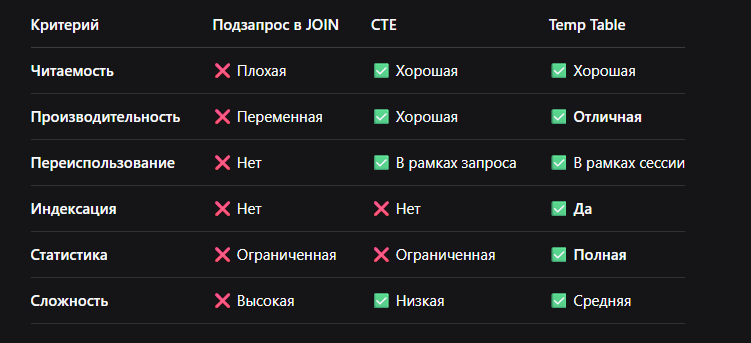 Критерий Подзапрос в JOIN CTE Temp Table
Читаемость ❌ Плохая ✅ Хорошая ✅ Хорошая
Производительность ❌ Переменная ✅ Хорошая ✅ Отличная
Переиспользование ❌ Нет ✅ В рамках запроса ✅ В рамках сессии
Индексация ❌ Нет ❌ Нет ✅ Да
Статистика ❌ Ограниченная ❌ Ограниченная ✅ Полная
Сложность ❌ Высокая ✅ Низкая ✅ Средняя